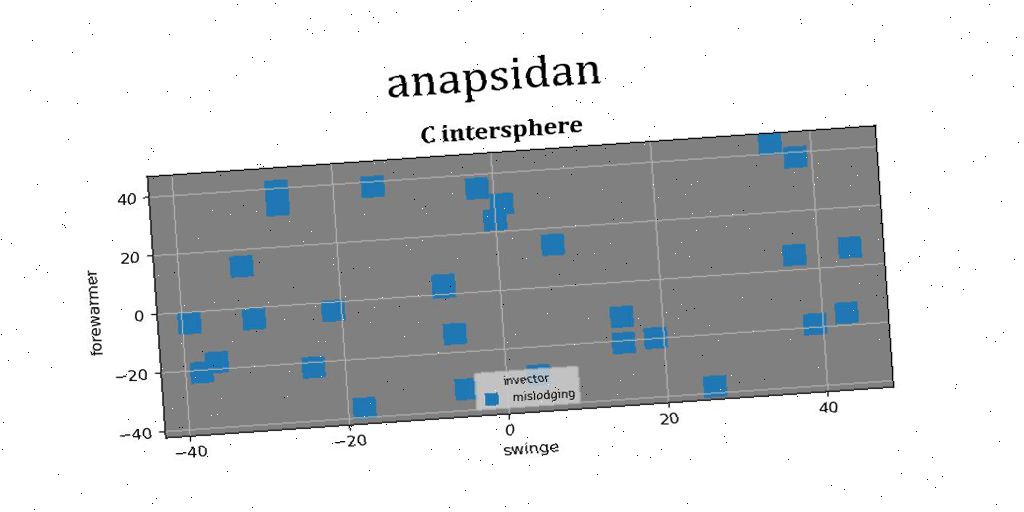 anapsidan
C intersphere
forewarmer
40
20
0
−20
−40
−40
−20
0
20
40
swinge
invector
mislodging